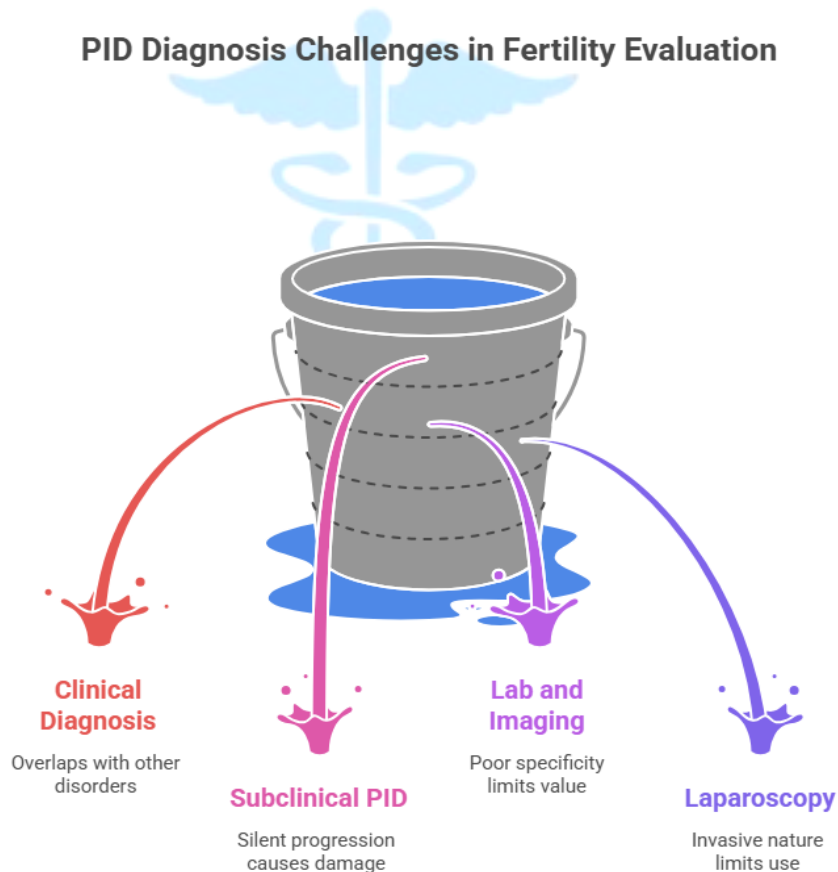 PID Diagnosis Challenges in Fertility Evaluation
Clinical
Diagnosis
Overlaps with other
disorders
Subclinical PID
Silent progression
causes damage
Lab and
Imaging
Poor specificity
limits value
Laparoscopy
Invasive nature
limits use